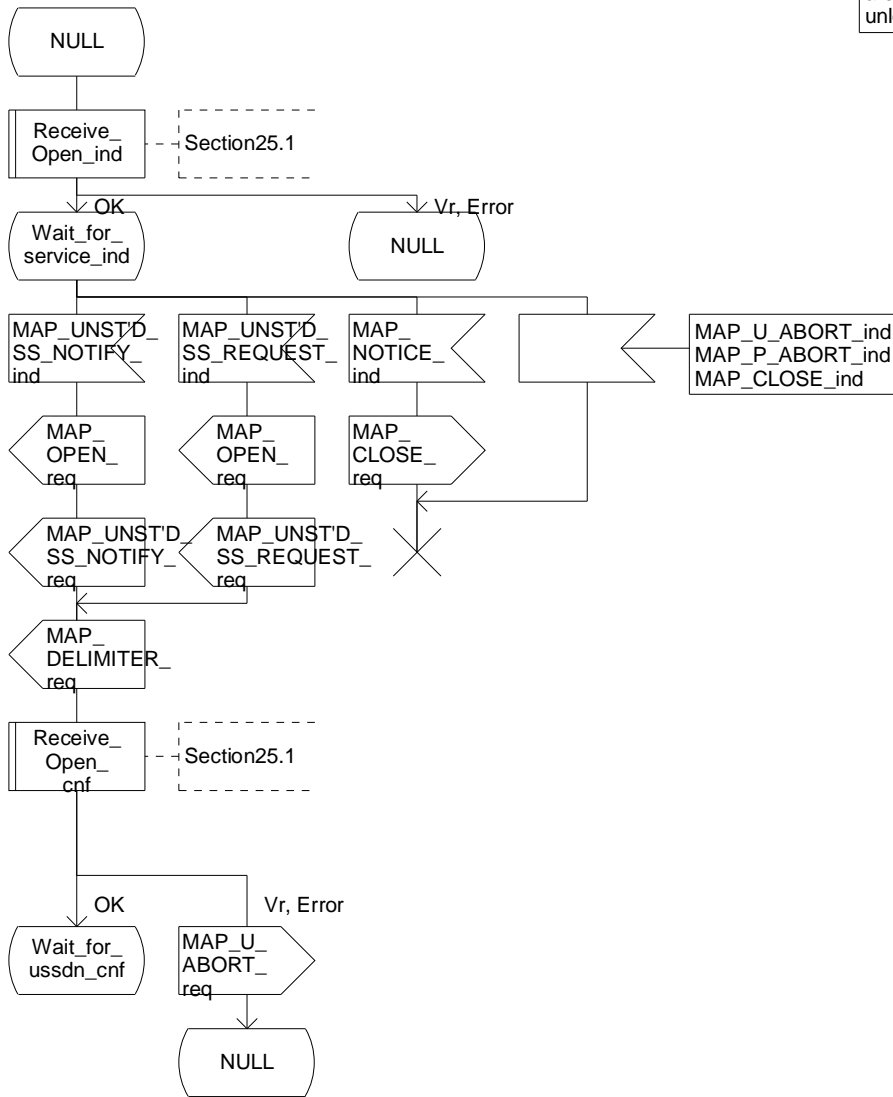 unl
NULL
Receive_
Open_ind
Section25.1
OK
Vr, Error
Wait_for_
service_ind
NULL
MAP_UNST'D_
SS_NOTIFY_
ind
MAP_UNST'D_
SS_REQUEST_
ind
MAP_
NOTICE_
ind
MAP_U_ABORT_ind
MAP_P_ABORT_ind
MAP_CLOSE_ind
MAP_
OPEN_
req
MAP_
OPEN_
req
MAP_
CLOSE_
req
MAP_UNST'D_
SS_NOTIFY_
req
MAP_UNST'D_
SS_REQUEST_
req
MAP_
DELIMITER_
req
Receive_
Open_
cnf
Section25.1
OK
Vr, Error
Wait_for_
ussdn_cnf
MAP_U_
ABORT_
req
NULL